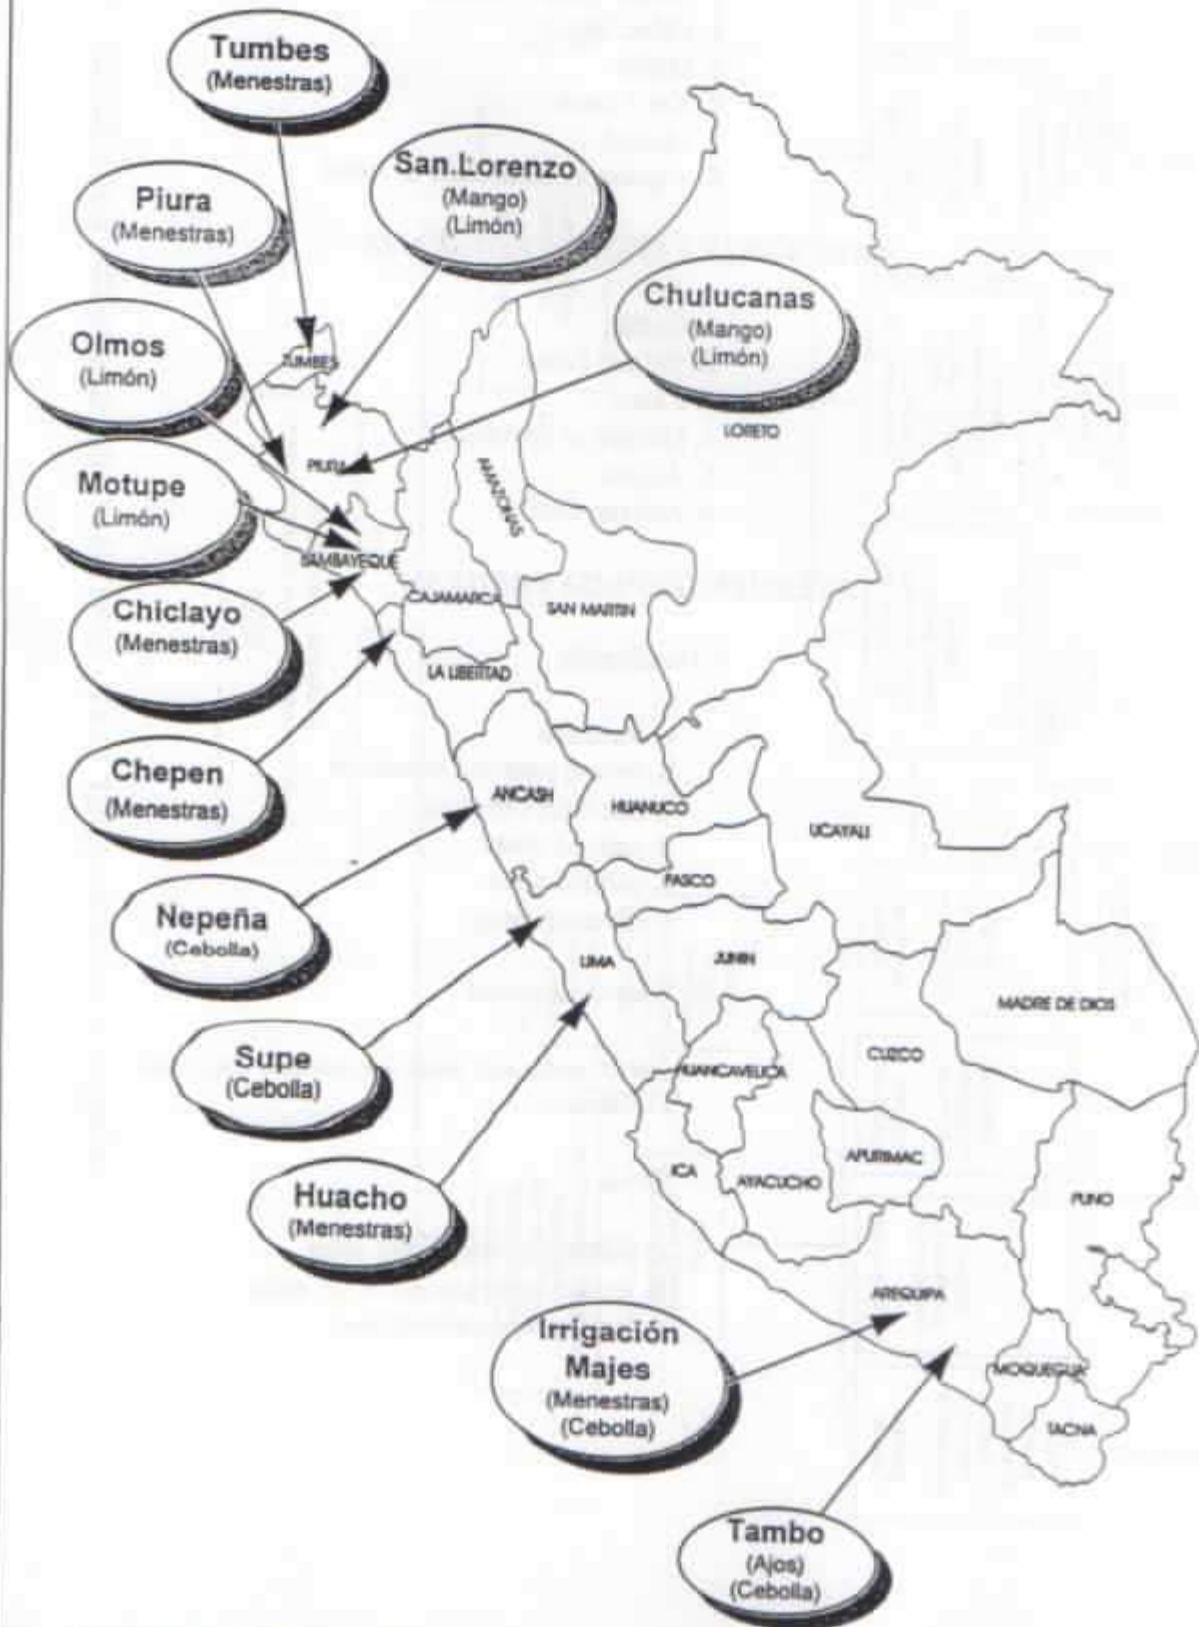 Tumbes
(Menestras)
San.Lorenzo
(Mango)
(Limón)
Piura
(Menestras)
Chulucanas
(Mango)
(Limón)
Olmos
(Limón)
TUMBES
LORETO
PIURA
AMAZONAS
Motupe
(Limón)
LAMBAYEQUE
Chiclayo
(Menestras)
CAJAMARCA
SAN MARTIN
LA LIBERTAD
Chepen
(Menestras)
ANCASH
HUANUCO
UCAYALI
PASCO
Nepeña
(Cebolla)
LIMA
JUNIN
MADRE DE DIOS
Supe
(Cebolla)
HUANCAVELICA
CUZCO
ICA
AYACUCHO
APURIMAC
PUNO
Huacho
(Menestras)
AREQUIPA
Irrigación
Majes
(Menestras)
(Cebolla)
MOQUEGUA
TACNA
Tambo
(Ajos)
(Cebolla)